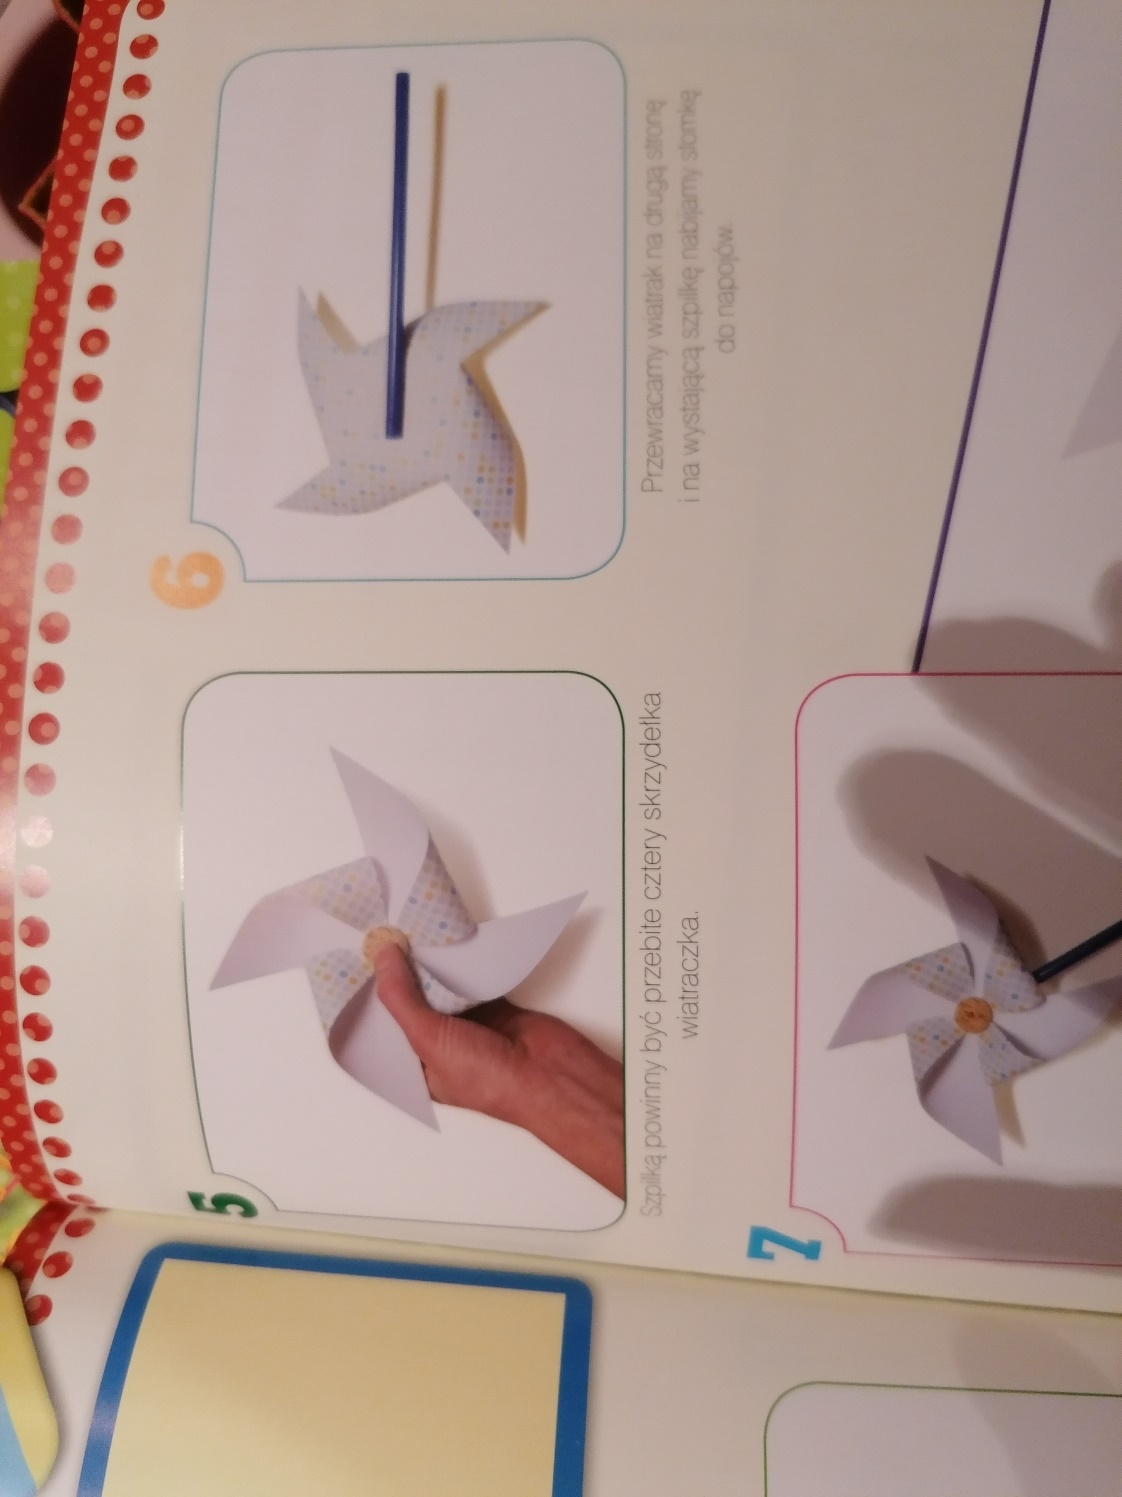 5
Szpilką powinny być przebite cztery skrzydełka
wiatraczka.
6
Przewracamy wiatrak na drugą stronę
i na wystającą szpilkę nabijamy słomkę
do napojów.
7